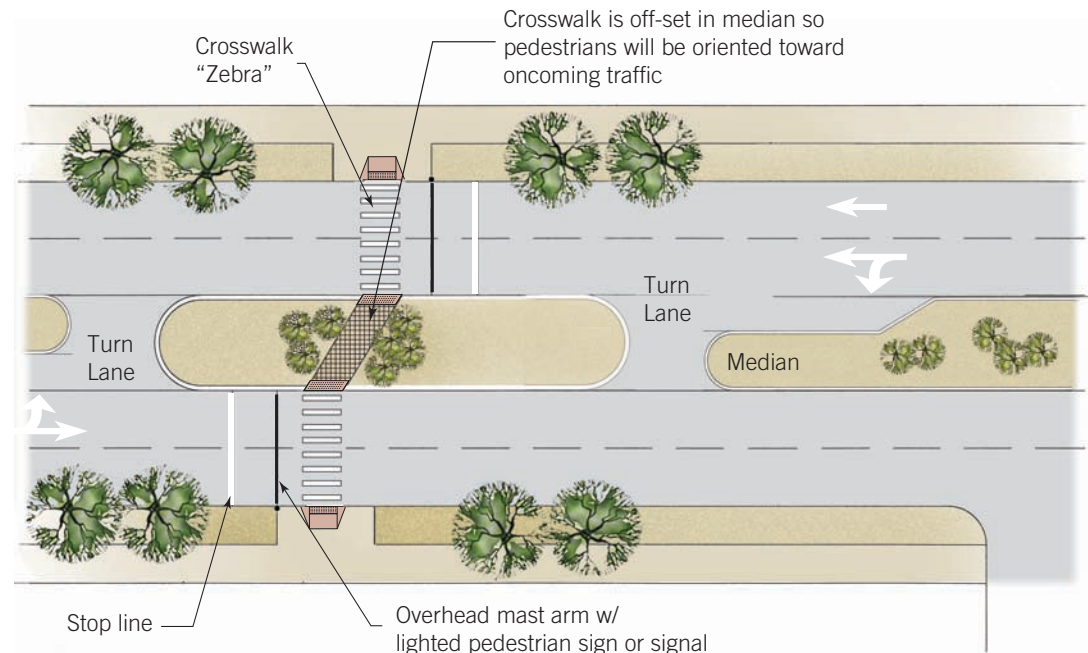 Crosswalk is off-set in median so
pedestrians will be oriented toward
oncoming traffic
Crosswalk
“Zebra”
Turn
Lane
Turn
Lane
Median
Stop line
Overhead mast arm w/
lighted pedestrian sign or signal